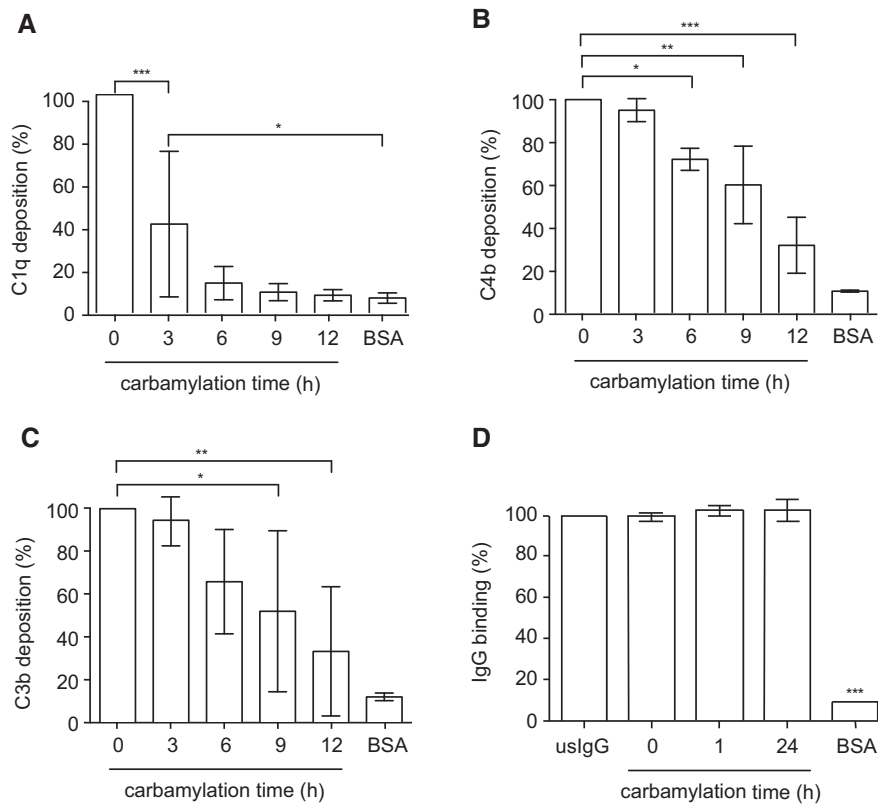 A
***
*
C1q deposition (%)
100
80
60
40
20
0
0 3 6 9 12 BSA
carbamylation time (h)
B
***
**
*
C4b deposition (%)
100
80
60
40
20
0
0 3 6 9 12 BSA
carbamylation time (h)
C
**
*
C3b deposition (%)
100
80
60
40
20
0
0 3 6 9 12 BSA
carbamylation time (h)
D
IgG binding (%)
100
80
60
40
20
0
***
usIgG 0 1 24 BSA
carbamylation time (h)